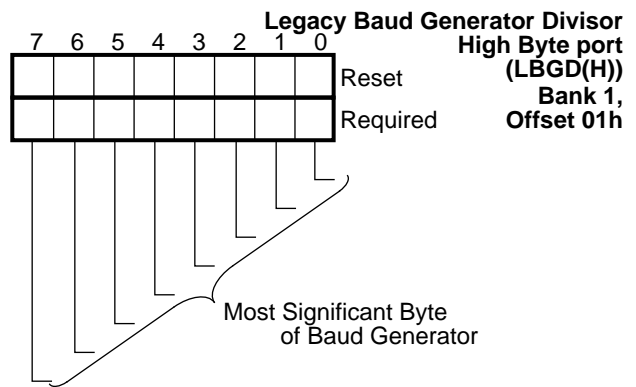 Legacy Baud Generator Divisor
High Byte port
(LBGD(H))
Bank 1,
Offset 01h
7 6 5 4 3 2 1 0
Reset
Required
Most Significant Byte
of Baud Generator